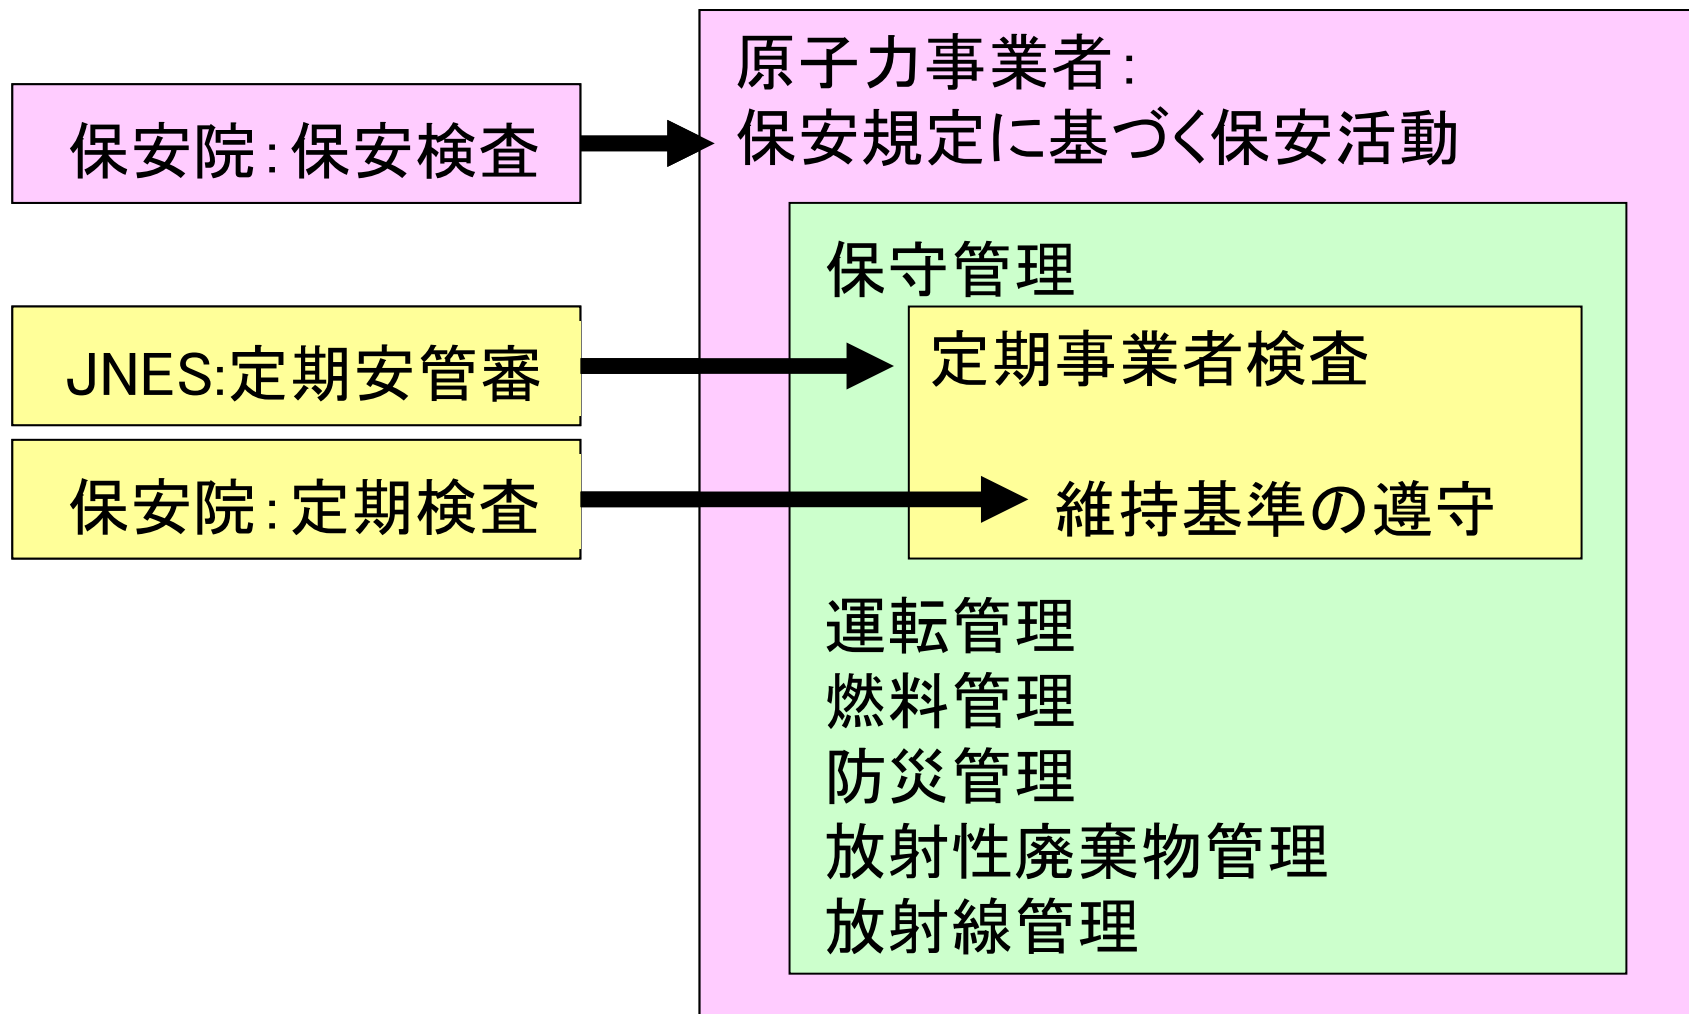 原子力事業者：
保安規定に基づく保安活動
保安院：保安検査
保守管理
JNES:定期安管審
定期事業者検査
保安院：定期検査
維持基準の遵守
運転管理
燃料管理
防災管理
放射性廃棄物管理
放射線管理